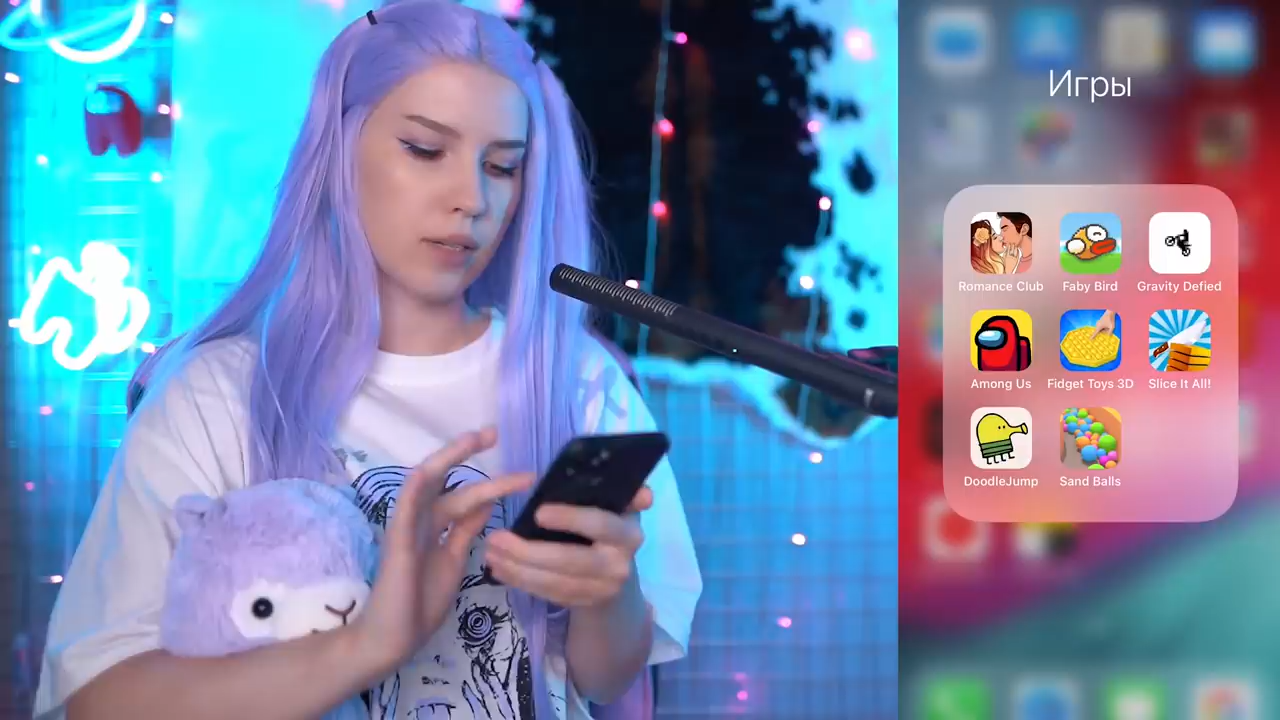 Игры
Romance Club
Faby Bird
Gravity Defied
Among Us
Fidget Toys 3D
Slice It All!
DoodleJump
Sand Balls